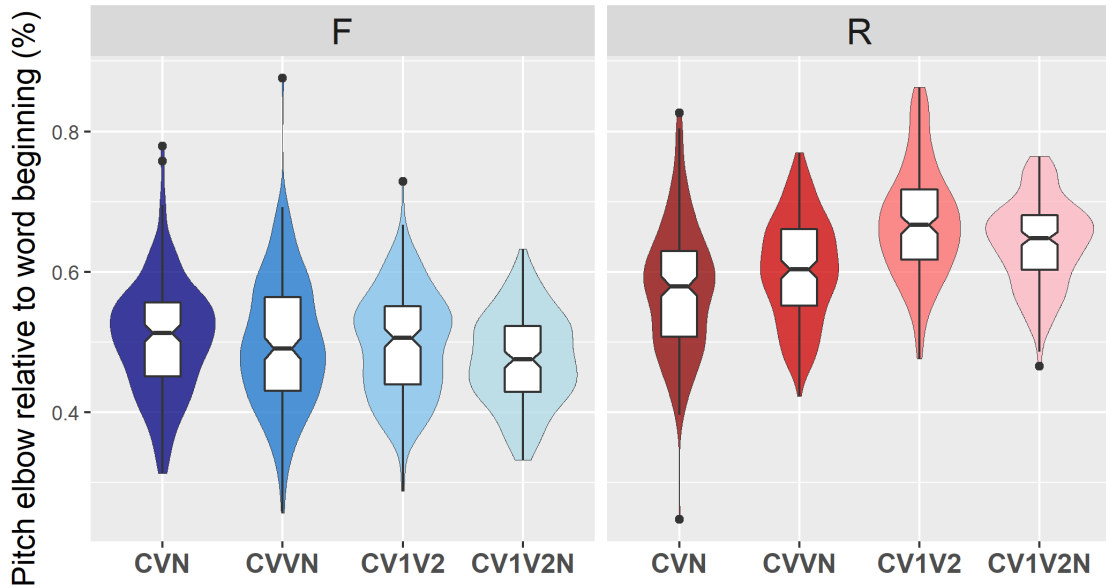 Pitch elbow relative to word beginning (%)
F
R
0.8
0.6
0.4
CVN CVVN CV1V2 CV1V2N
CVN CVVN CV1V2 CV1V2N